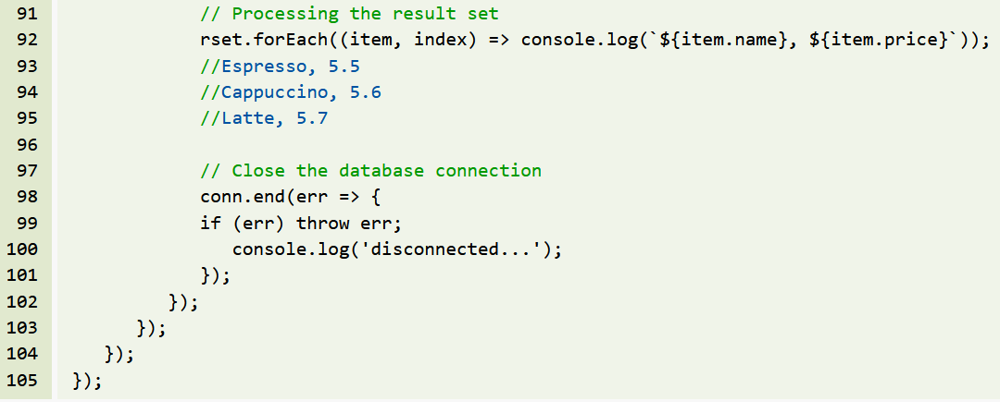 91 // Processing the result set
92 rset.forEach((item, index) => console.log(`${item.name}, ${item.price}`));
93 //Espresso, 5.5
94 //Cappuccino, 5.6
95 //Latte, 5.7
96
97 // Close the database connection
98 conn.end(err => {
99 if (err) throw err;
100 console.log('disconnected...');
101 });
102 });
103 });
104 });
105 });